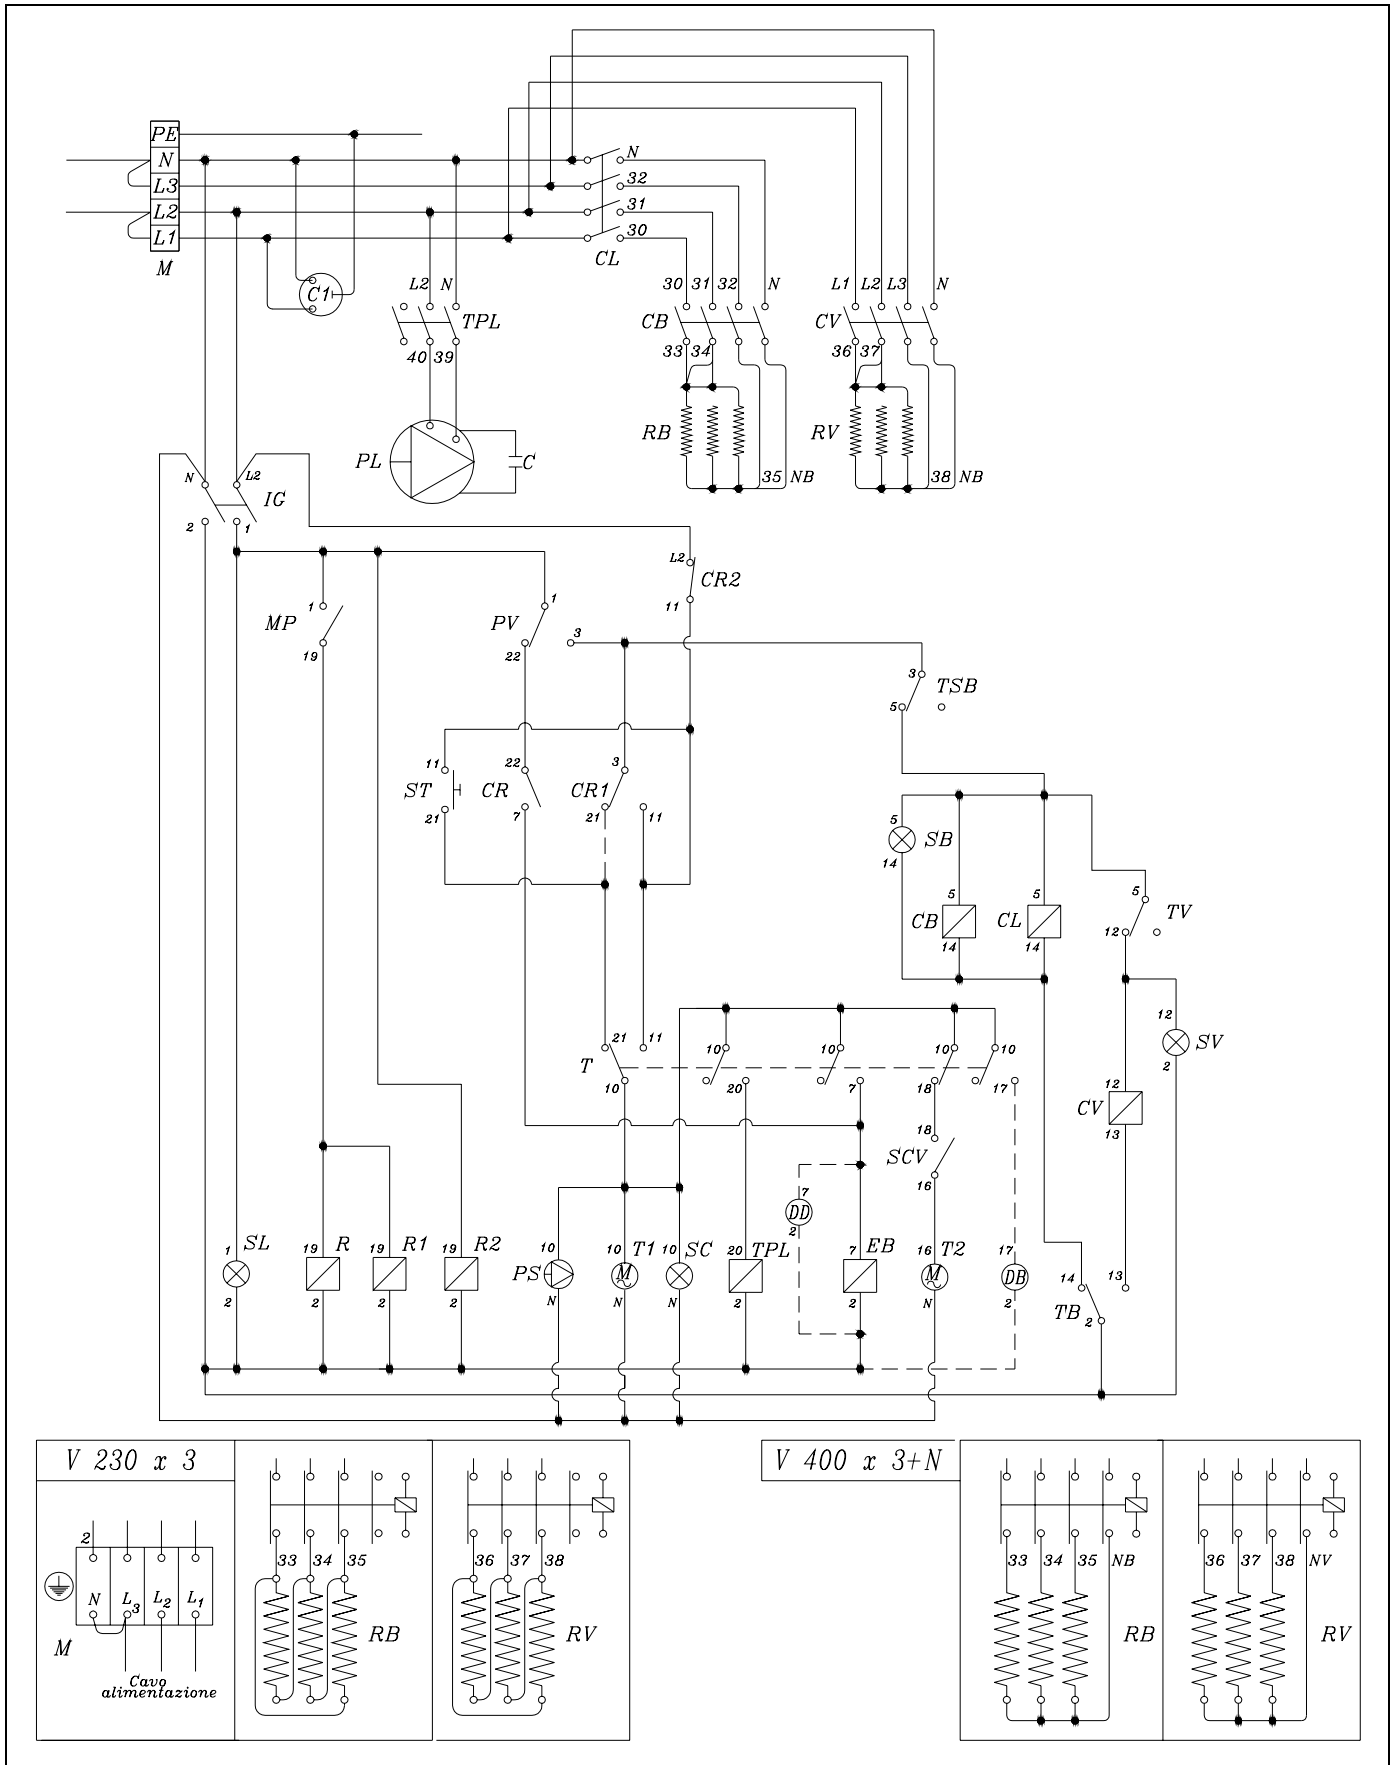 PE
N
L3
L2
L1
M
C1
N
32
31
30
CL
L2 N
TPL
40 39
PL
C
30 31 32 N
CB
33 34
RB
35 NB
L1 L2 L3 N
CV
36 37
RV
38 NB
N L2
IG
2 1
L2
CR2
11
1
MP
19
1
PV
22
3
3
TSB
5
11
ST
21
22
CR
7
3
CR1
21 11
5
SB
14
5
CB
14
5
CL
14
5
TV
12
21 11
T
10
10
20
10
7
10
18
10
17
12
SV
2
12
CV
13
18
SCV
16
7
DD
2
1
SL
2
19
R
2
19
R1
2
19
R2
2
10
PS
N
10
T1
M
N
10
SC
N
20
TPL
2
7
EB
2
16
T2
M
N
17
DB
2
14 13
TB
2
V 230 x 3
2
N L3 L2 L1
M
Cavo
alimentazione
33 34 35
RB
36 37 38
RV
V 400 x 3+N
33 34 35 NB
RB
36 37 38 NV
RV